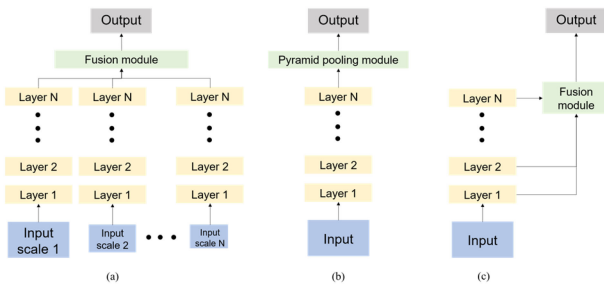 Output
Fusion module
Layer N Layer N Layer N
Layer 2 Layer 2 Layer 2
Layer 1 Layer 1 Layer 1
Input
scale 1
Input
scale 2
Input
scale N
(a)
Output
Pyramid pooling module
Layer N
Layer 2
Layer 1
Input
(b)
Output
Layer N
Fusion
module
Layer 2
Layer 1
Input
(c)